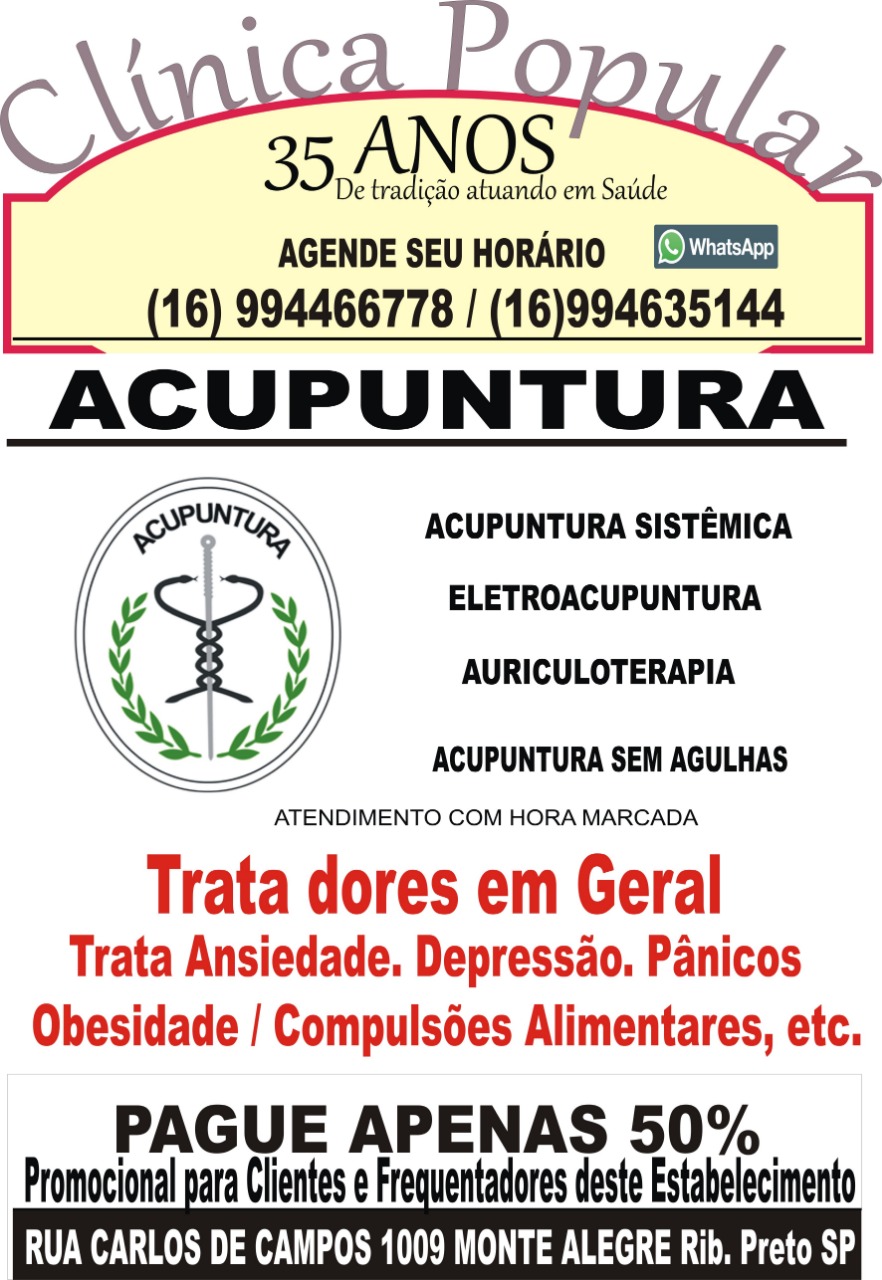 Clínica Popular
35 ANOS
De tradição atuando em Saúde
AGENDE SEU HORÁRIO
WhatsApp
(16) 994466778 / (16)994635144
ACUPUNTURA
ACUPUNTURA
ACUPUNTURA SISTÊMICA
ELETROACUPUNTURA
AURICULOTERAPIA
ACUPUNTURA SEM AGULHAS
ATENDIMENTO COM HORA MARCADA
Trata dores em Geral
Trata Ansiedade. Depressão. Pânicos
Obesidade / Compulsões Alimentares, etc.
PAGUE APENAS 50%
Promocional para Clientes e Frequentadores deste Estabelecimento
RUA CARLOS DE CAMPOS 1009 MONTE ALEGRE Rib. Preto SP